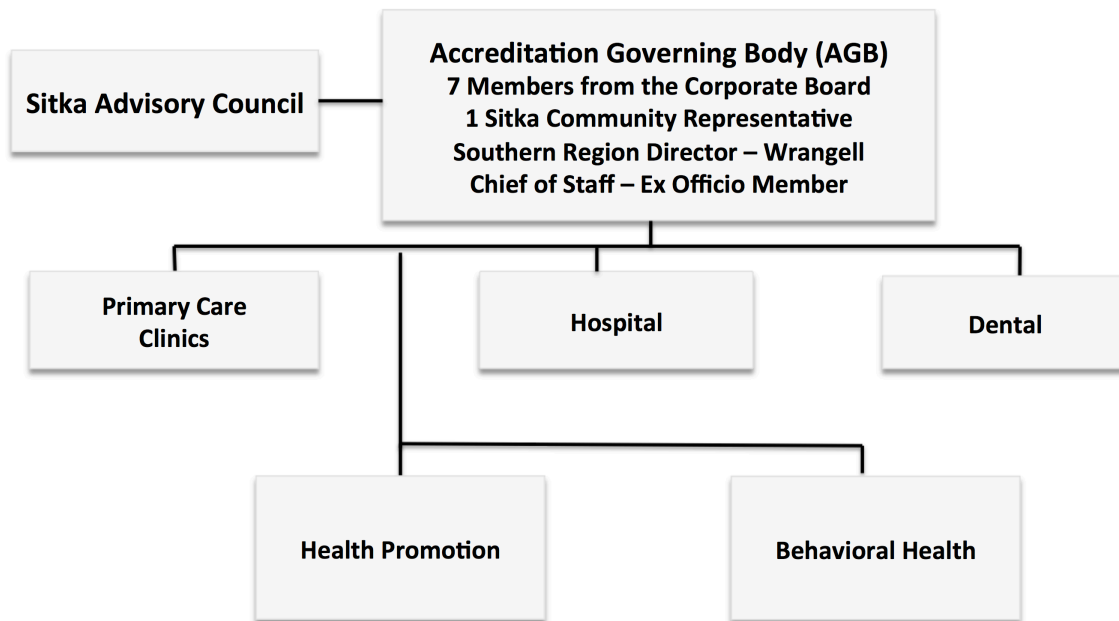 Sitka Advisory Council
Accreditation Governing Body (AGB)
7 Members from the Corporate Board
1 Sitka Community Representative
Southern Region Director – Wrangell
Chief of Staff – Ex Officio Member
Primary Care
Clinics
Hospital
Dental
Health Promotion
Behavioral Health